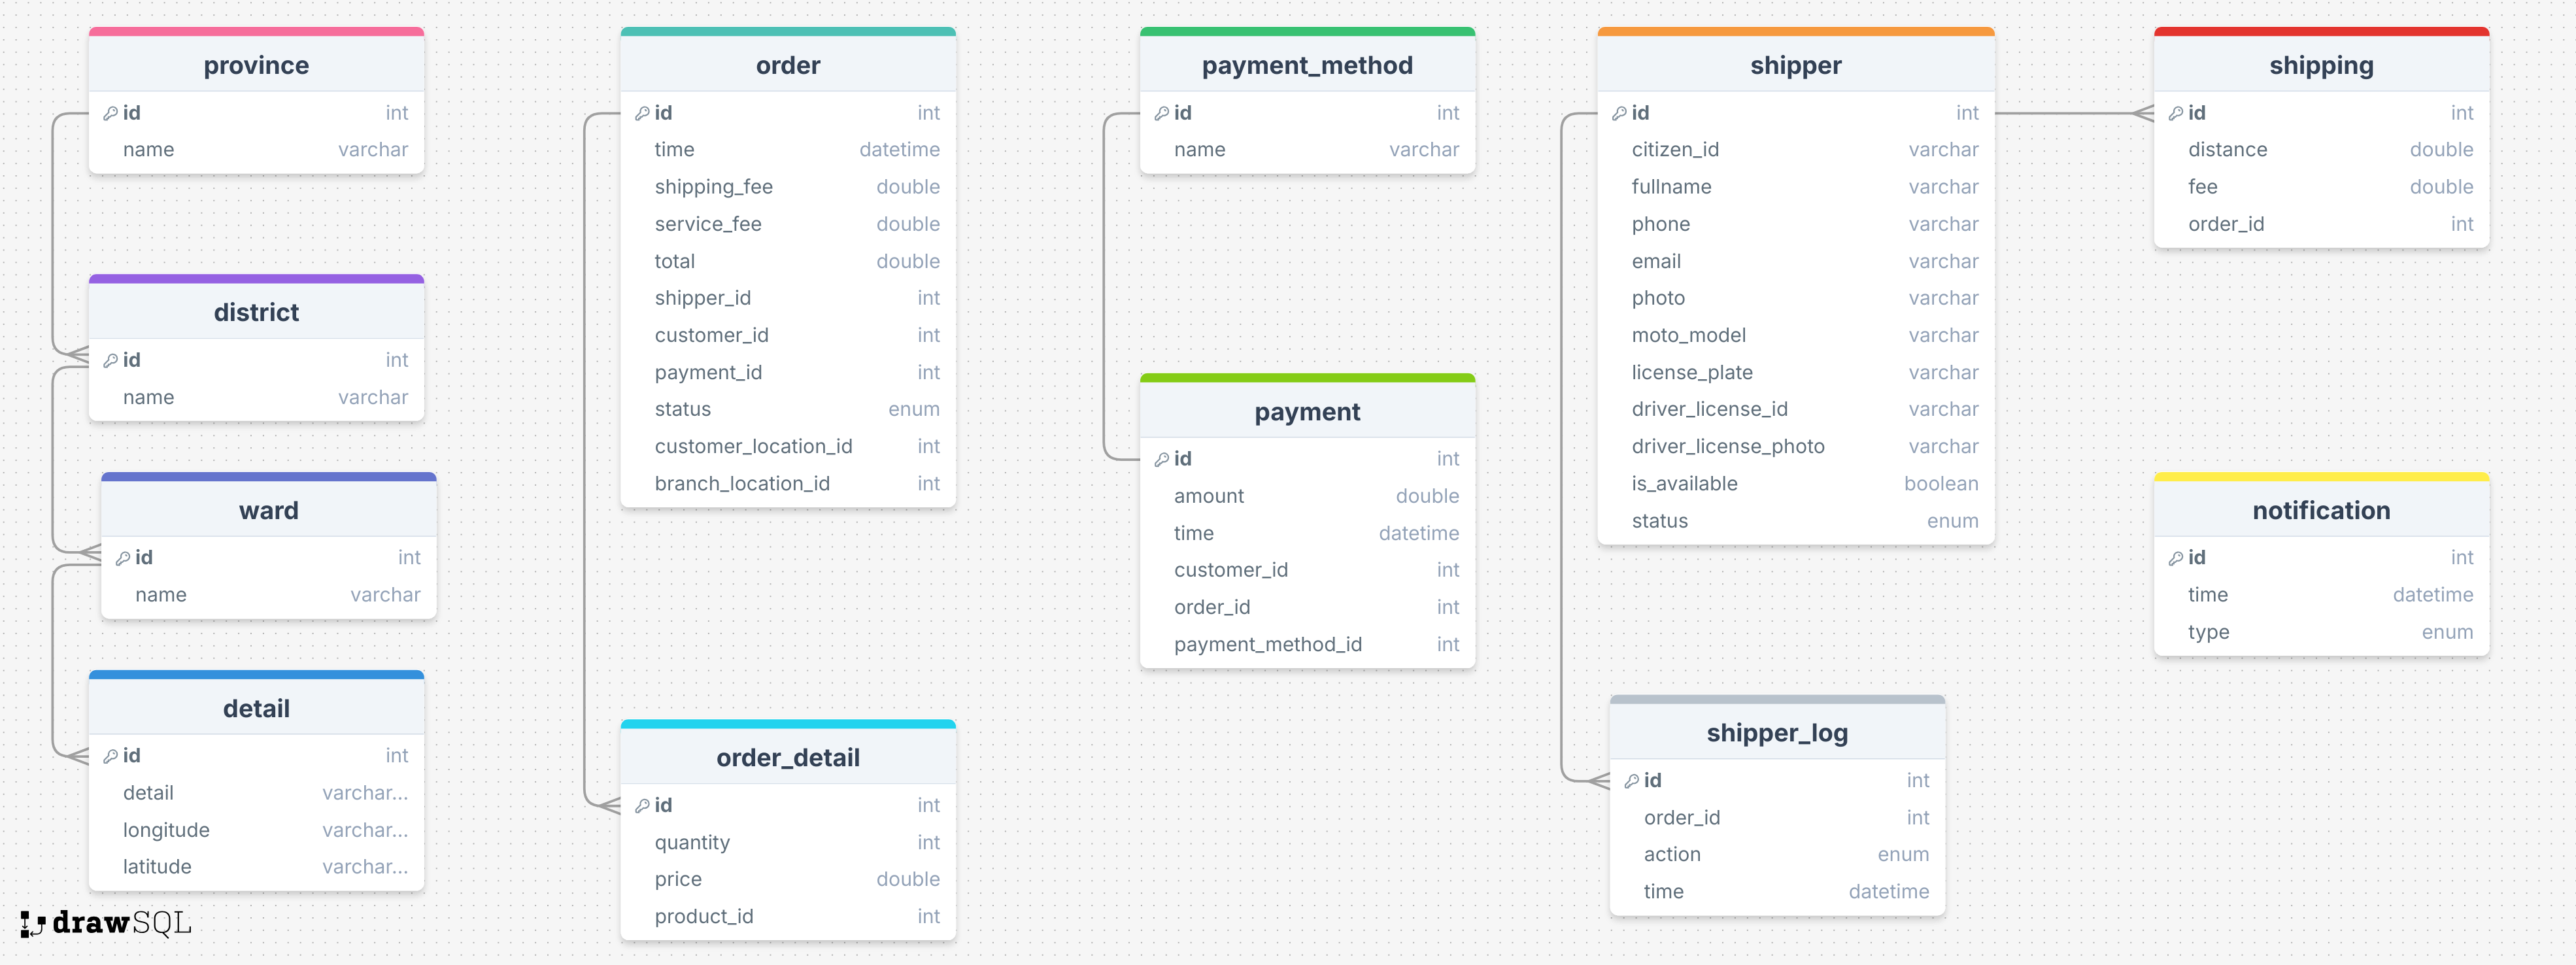 province
id int
name varchar
district
id int
name varchar
ward
id int
name varchar
detail
id int
detail varchar...
longitude varchar...
latitude varchar...
order
id int
time datetime
shipping_fee double
service_fee double
total double
shipper_id int
customer_id int
payment_id int
status enum
customer_location_id int
branch_location_id int
order_detail
id int
quantity int
price double
product_id int
payment_method
id int
name varchar
payment
id int
amount double
time datetime
customer_id int
order_id int
payment_method_id int
shipper
id int
citizen_id varchar
fullname varchar
phone varchar
email varchar
photo varchar
moto_model varchar
license_plate varchar
driver_license_id varchar
driver_license_photo varchar
is_available boolean
status enum
shipper_log
id int
order_id int
action enum
time datetime
shipping
id int
distance double
fee double
order_id int
notification
id int
time datetime
type enum
drawSQL